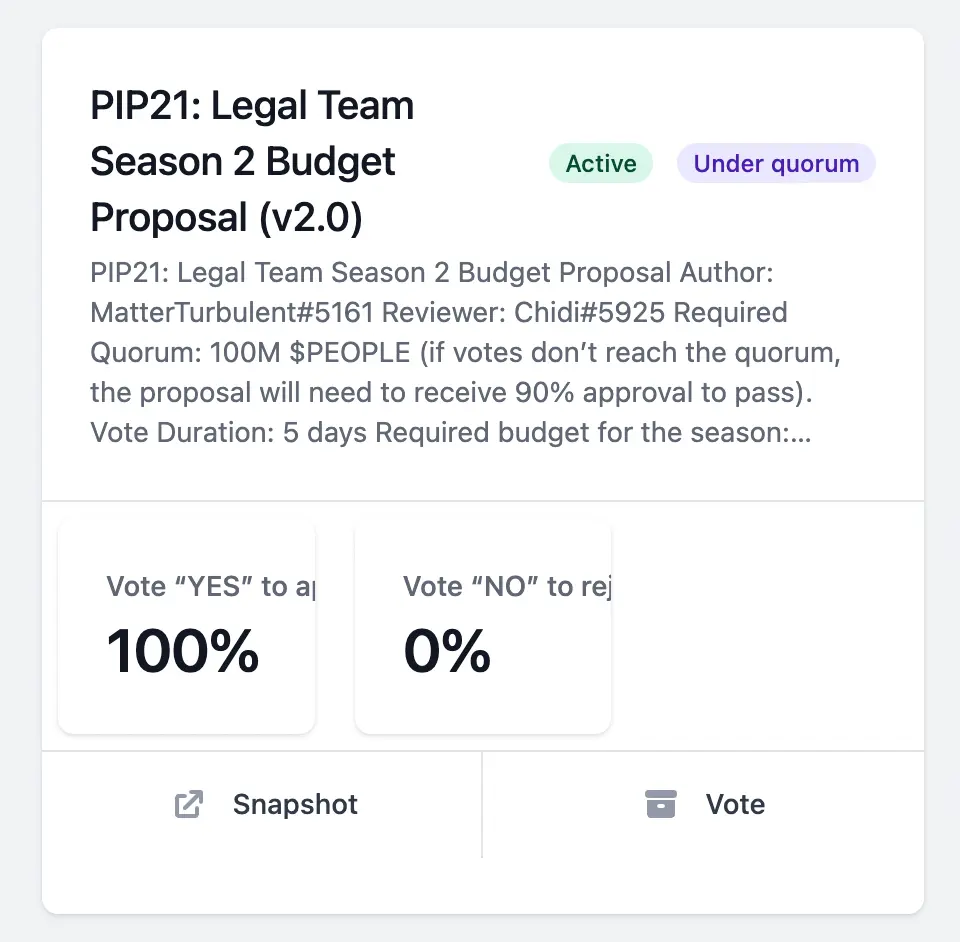 PIP21: Legal Team
Season 2 Budget
Proposal (v2.0)
Active
Under quorum
PIP21: Legal Team Season 2 Budget Proposal Author:
MatterTurbulent#5161 Reviewer: Chidi#5925 Required
Quorum: 100M $PEOPLE (if votes don’t reach the quorum,
the proposal will need to receive 90% approval to pass).
Vote Duration: 5 days Required budget for the season:...
Vote “YES” to ap
100%
Vote “NO” to rej
0%
Snapshot
Vote